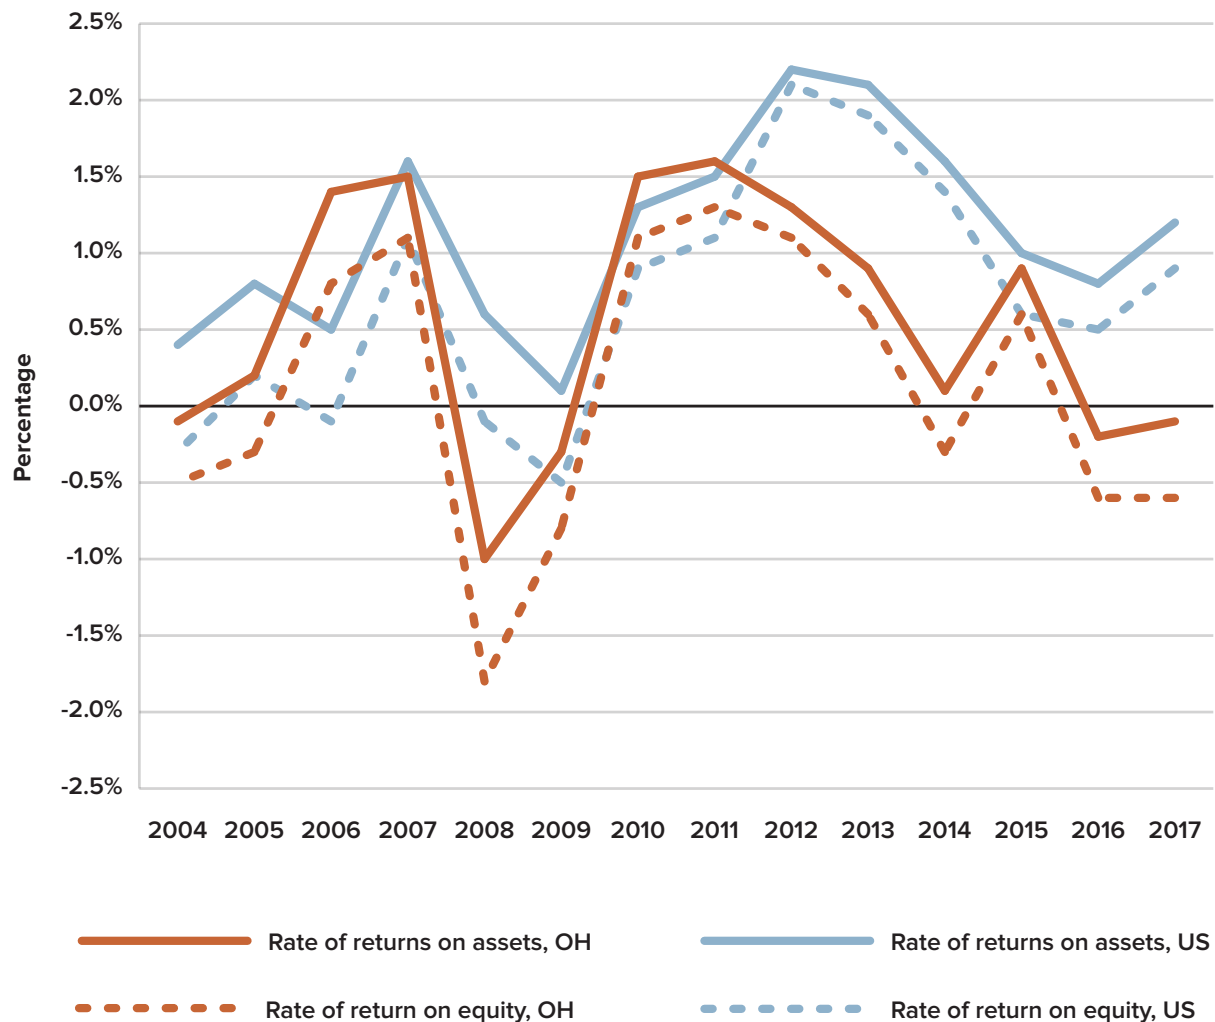 2.5%
2.0%
1.5%
1.0%
0.5%
0.0%
-0.5%
-1.0%
-1.5%
-2.0%
-2.5%
Percentage
2004 2005 2006 2007 2008 2009 2010 2011 2012 2013 2014 2015 2016 2017
Rate of returns on assets, OH
Rate of returns on assets, US
Rate of return on equity, OH
Rate of return on equity, US